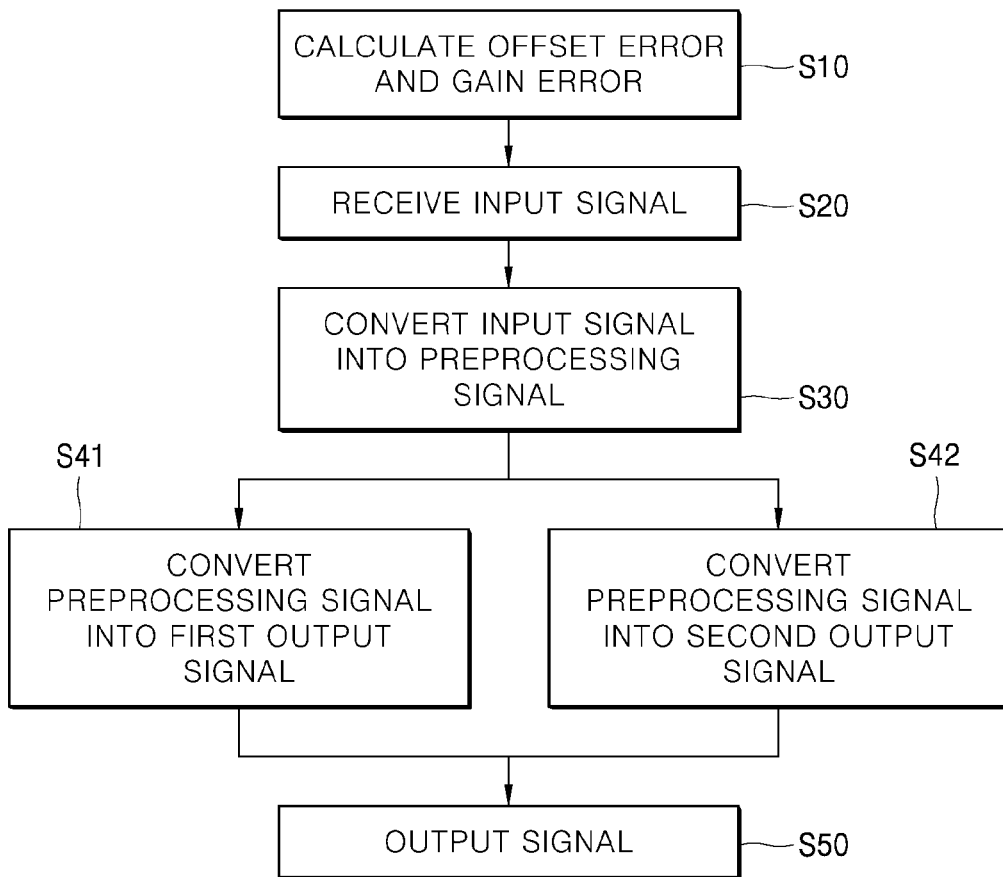 CALCULATE OFFSET ERROR
AND GAIN ERROR
S10
RECEIVE INPUT SIGNAL
S20
CONVERT INPUT SIGNAL
INTO PREPROCESSING
SIGNAL
S30
S41
CONVERT
PREPROCESSING SIGNAL
INTO FIRST OUTPUT
SIGNAL
S42
CONVERT
PREPROCESSING SIGNAL
INTO SECOND OUTPUT
SIGNAL
OUTPUT SIGNAL
S50